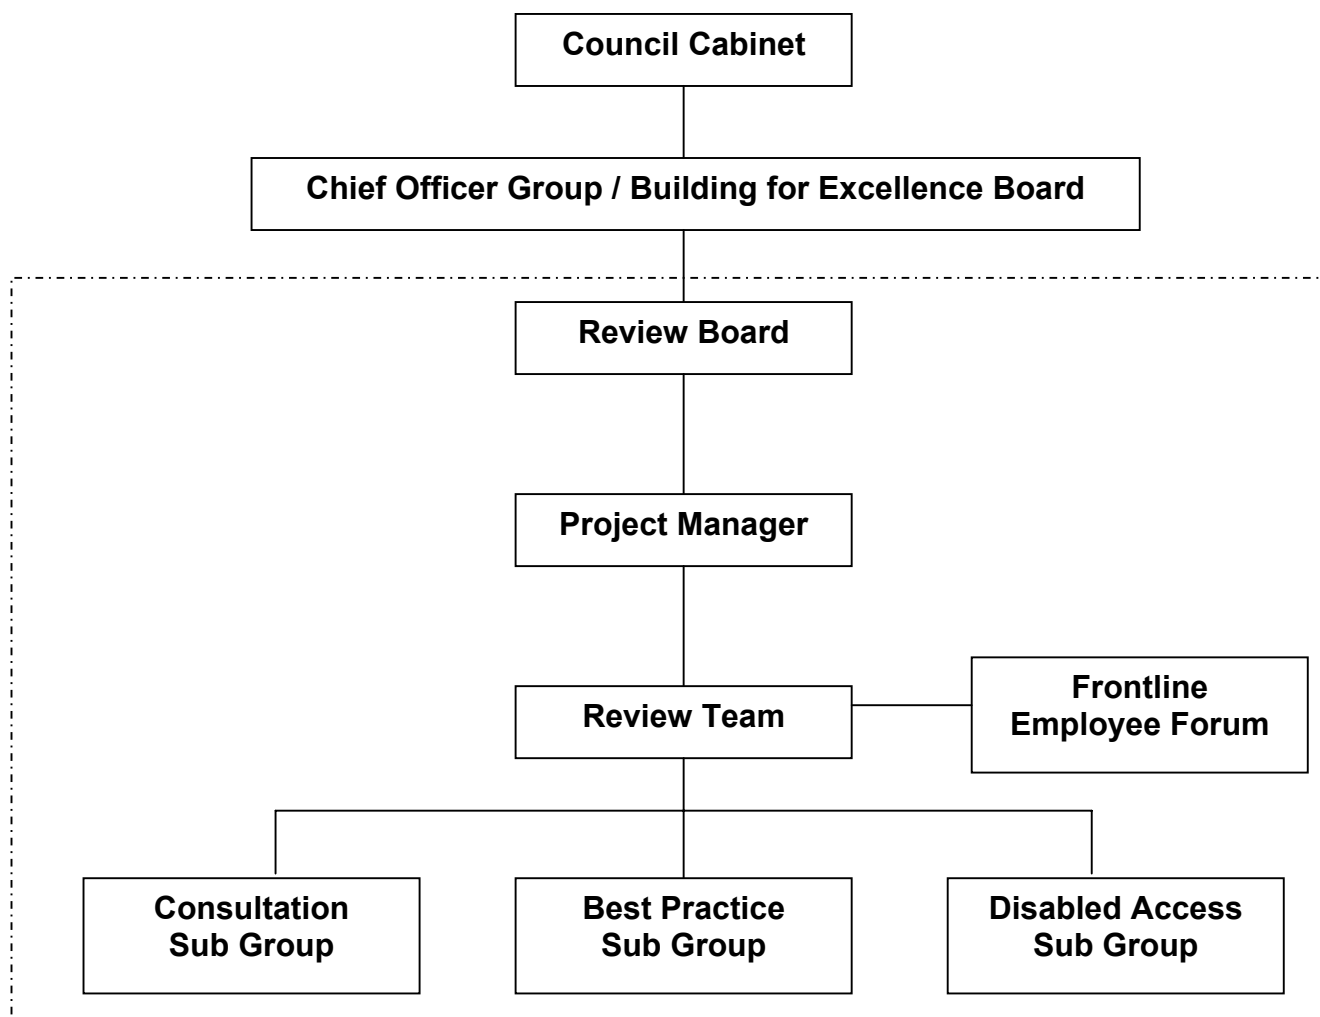 Council Cabinet
Chief Officer Group / Building for Excellence Board
Review Board
Project Manager
Review Team
Frontline
Employee Forum
Consultation
Sub Group
Best Practice
Sub Group
Disabled Access
Sub Group